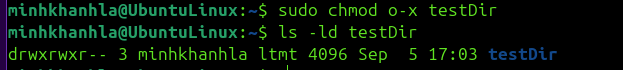 minhkhanhla@UbuntuLinux:~$ sudo chmod o-x testDir
minhkhanhla@UbuntuLinux:~$ ls -ld testDir
drwxrwxr-- 3 minhkhanhla ltmt 4096 Sep  5 17:03 testDir